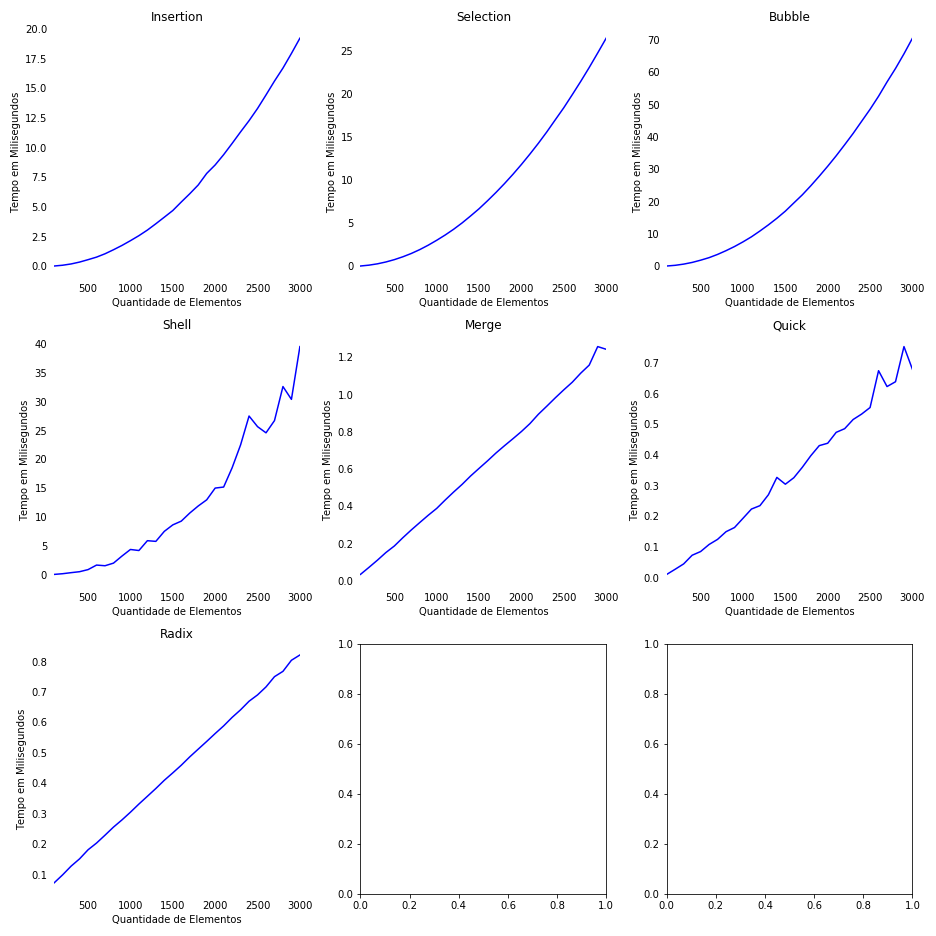 Insertion
Tempo em Milisegundos
20.0
17.5
15.0
12.5
10.0
7.5
5.0
2.5
0.0
500 1000 1500 2000 2500 3000
Quantidade de Elementos
Selection
Tempo em Milisegundos
25
20
15
10
5
0
500 1000 1500 2000 2500 3000
Quantidade de Elementos
Bubble
Tempo em Milisegundos
70
60
50
40
30
20
10
0
500 1000 1500 2000 2500 3000
Quantidade de Elementos
Shell
Tempo em Milisegundos
40
35
30
25
20
15
10
5
0
500 1000 1500 2000 2500 3000
Quantidade de Elementos
Merge
Tempo em Milisegundos
1.2
1.0
0.8
0.6
0.4
0.2
0.0
500 1000 1500 2000 2500 3000
Quantidade de Elementos
Quick
Tempo em Milisegundos
0.7
0.6
0.5
0.4
0.3
0.2
0.1
0.0
500 1000 1500 2000 2500 3000
Quantidade de Elementos
Radix
Tempo em Milisegundos
0.8
0.7
0.6
0.5
0.4
0.3
0.2
0.1
500 1000 1500 2000 2500 3000
Quantidade de Elementos
1.0
0.8
0.6
0.4
0.2
0.0
0.0 0.2 0.4 0.6 0.8 1.0
1.0
0.8
0.6
0.4
0.2
0.0
0.0 0.2 0.4 0.6 0.8 1.0